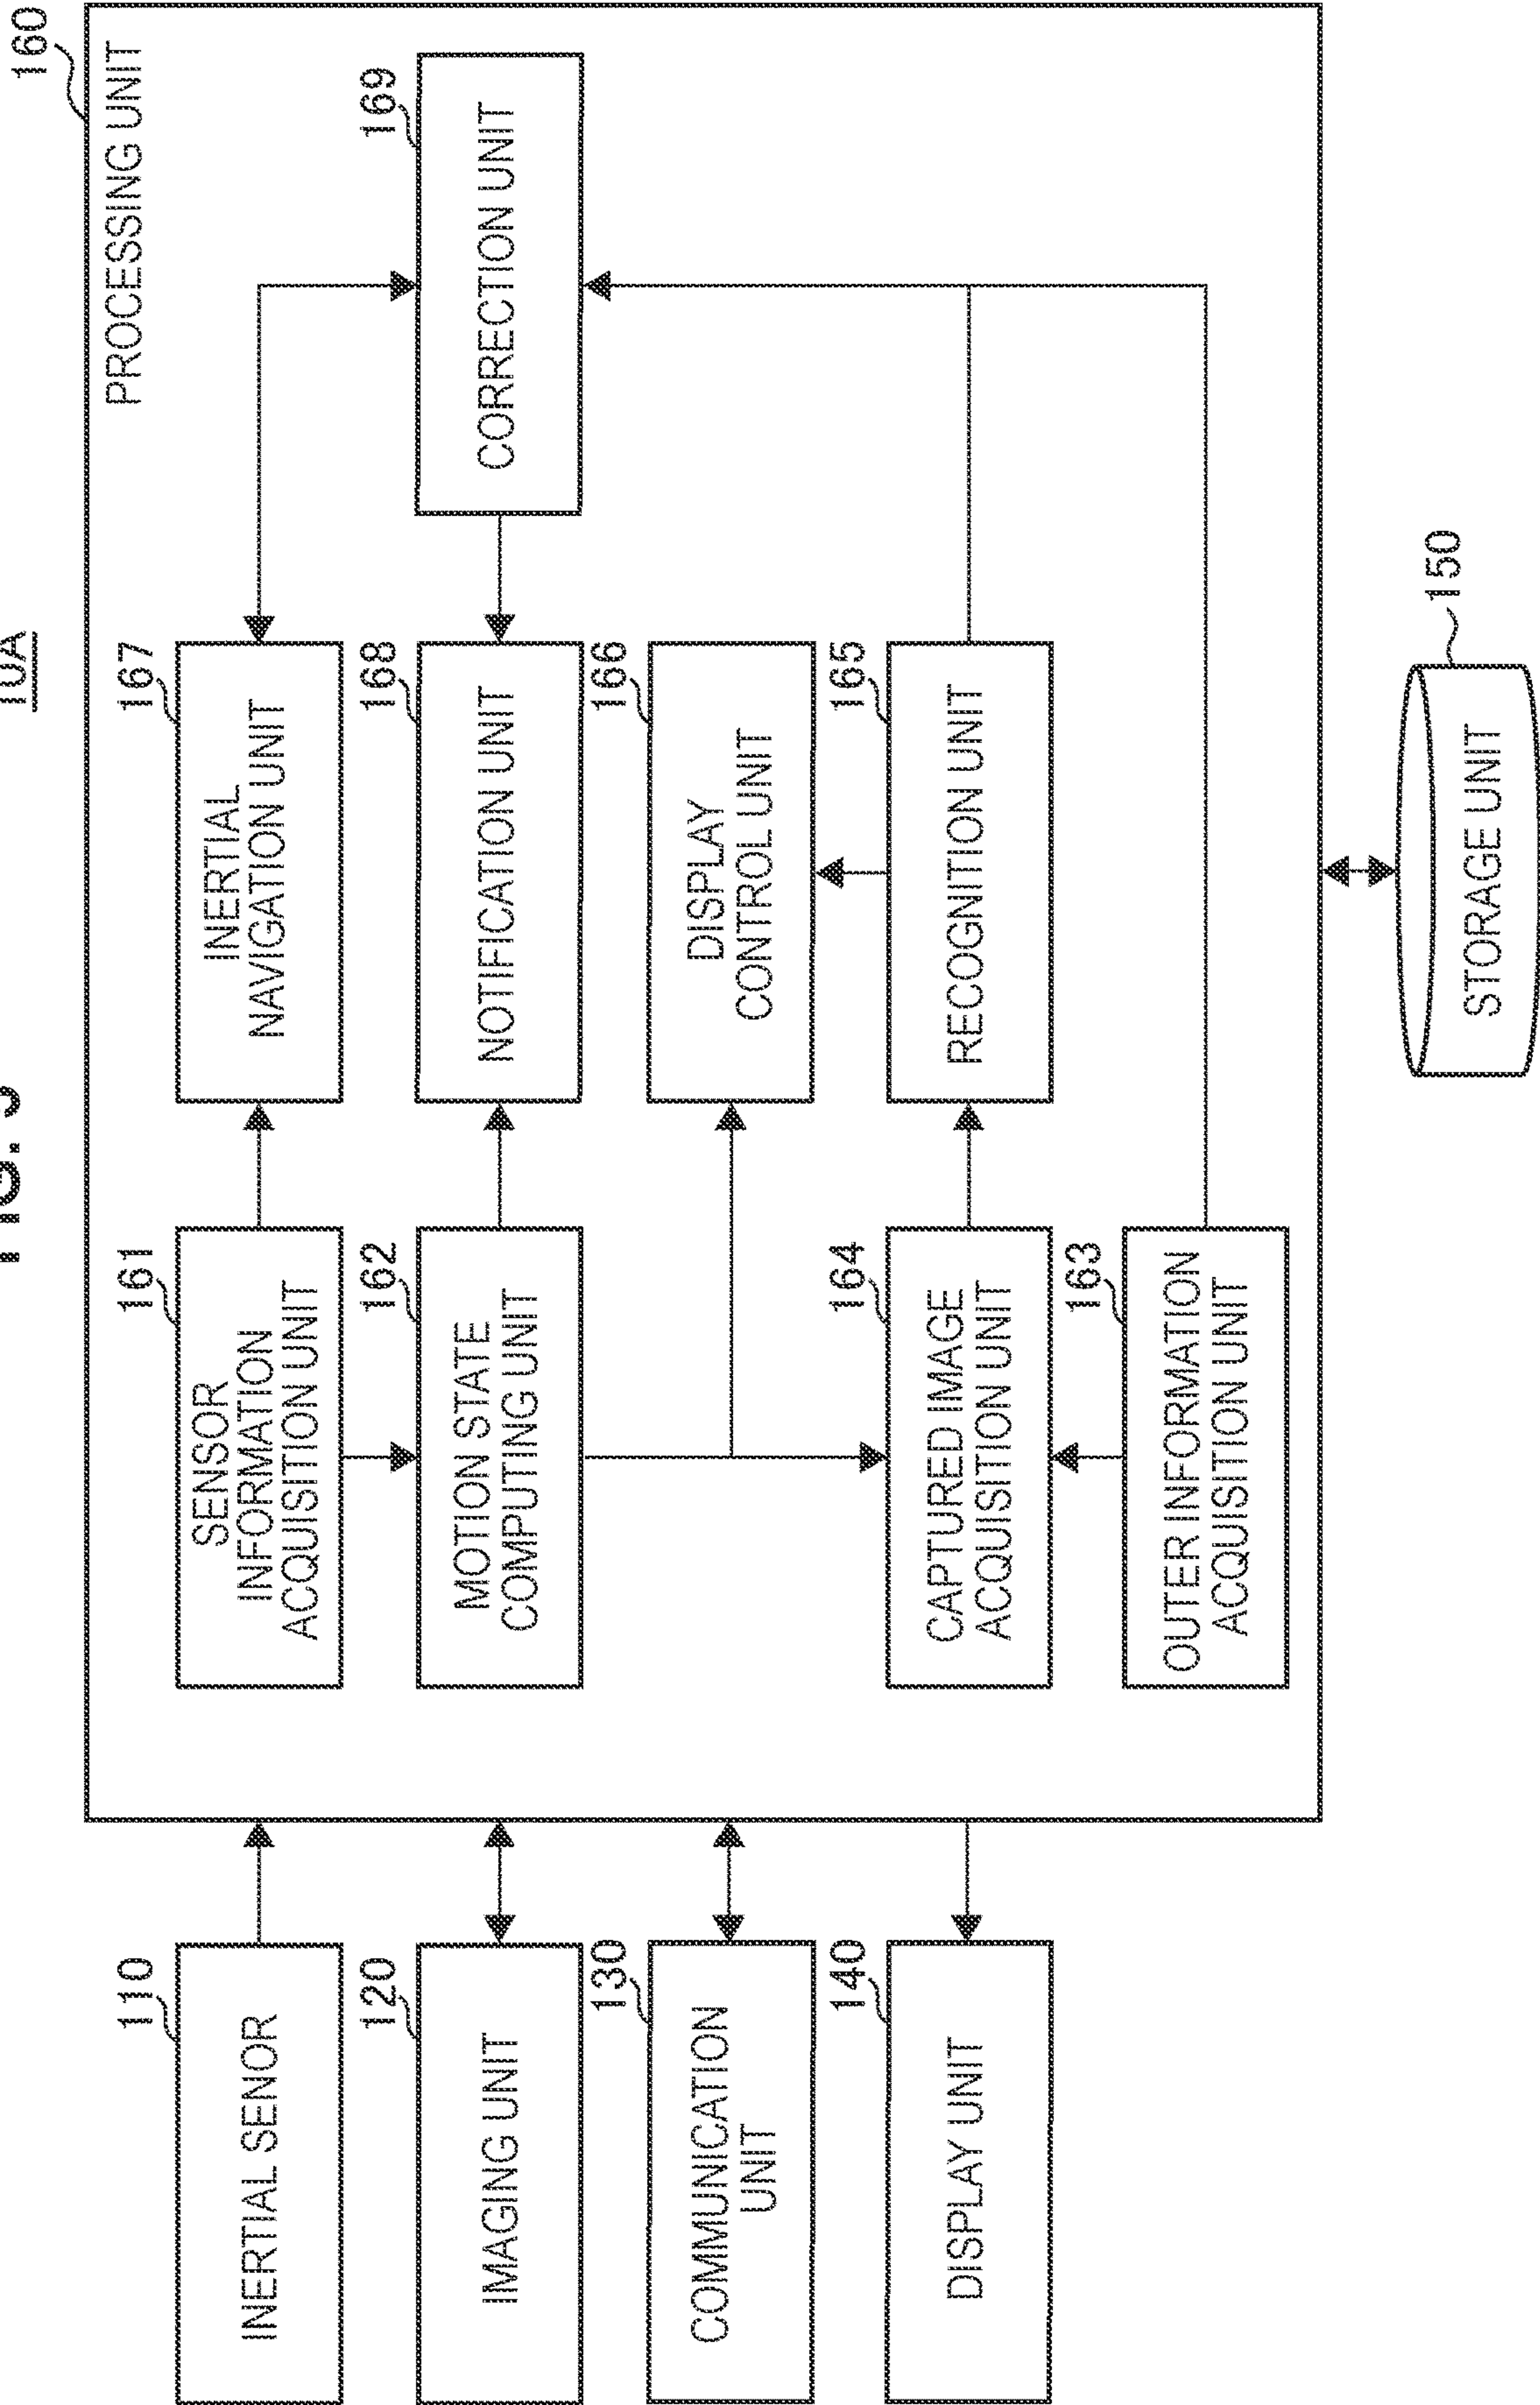 10A
160
PROCESSING UNIT
110
INERTIAL SENOR
161
SENSOR
INFORMATION
ACQUISITION UNIT
167
INERTIAL
NAVIGATION UNIT
120
IMAGING UNIT
162
MOTION STATE
COMPUTING UNIT
168
NOTIFICATION UNIT
169
CORRECTION UNIT
130
COMMUNICATION
UNIT
166
DISPLAY
CONTROL UNIT
140
DISPLAY UNIT
164
CAPTURED IMAGE
ACQUISITION UNIT
165
RECOGNITION UNIT
163
OUTER INFORMATION
ACQUISITION UNIT
150
STORAGE UNIT